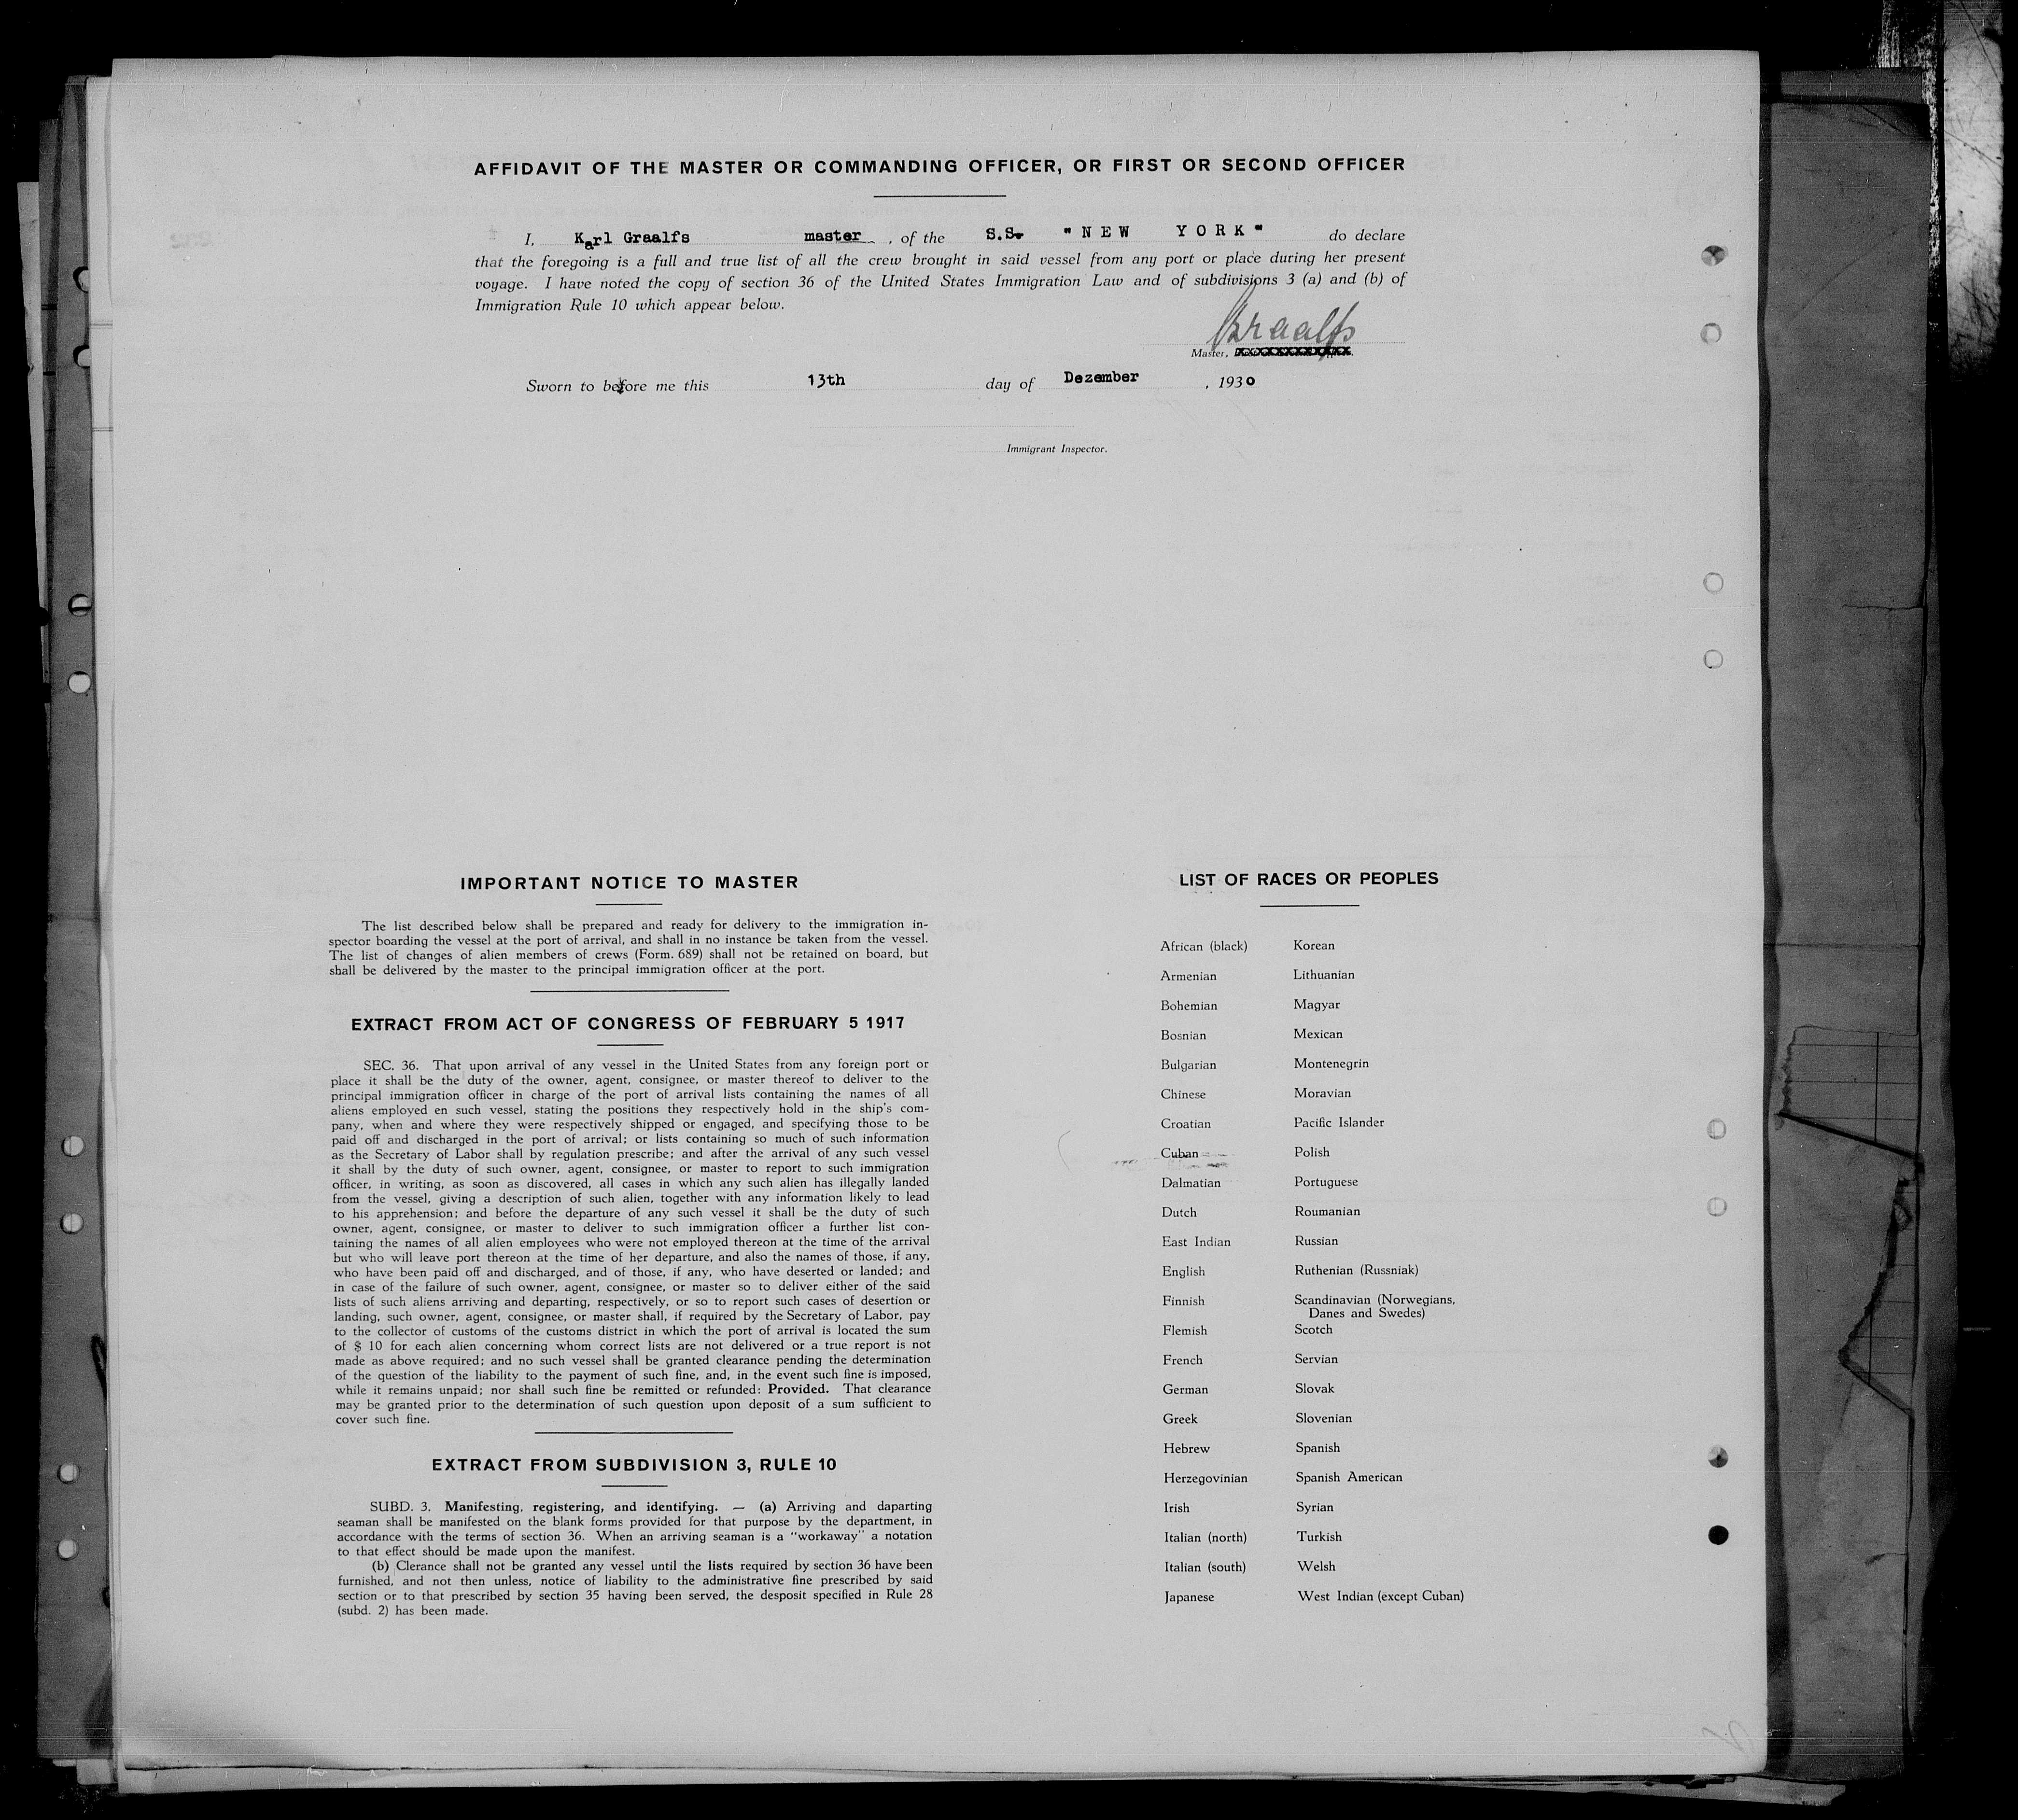 AFFIDAVIT OF THE MASTER OR COMMANDING OFFICER, OR FIRST OR SECOND OFFICER
I, Karl Graalfs master, of the S.S. "NEW YORK" do declare
that the foregoing is a full and true list of all the crew brought in said vessel from any port or place during her present
voyage. I have noted the copy of section 36 of the United States Immigration Law and of subdivisions 3 (a) and (b) of
Immigration Rule 10 which appear below.
Graalfs
Master,
Sworn to before me this 13th day of Dezember, 1930
Immigrant Inspector.
IMPORTANT NOTICE TO MASTER
The list described below shall be prepared and ready for delivery to the immigration in-
spector boarding the vessel at the port of arrival, and shall in no instance be taken from the vessel.
The list of changes of alien members of crews (Form. 689) shall not be retained on board, but
shall be delivered by the master to the principal immigration officer at the port.
EXTRACT FROM ACT OF CONGRESS OF FEBRUARY 5 1917
SEC. 36. That upon arrival of any vessel in the United States from any foreign port or
place it shall be the duty of the owner, agent, consignee, or master thereof to deliver to the
principal immigration officer in charge of the port of arrival lists containing the names of all
aliens employed en such vessel, stating the positions they respectively hold in the ship's com-
pany, when and where they were respectively shipped or engaged, and specifying those to be
paid off and discharged in the port of arrival; or lists containing so much of such information
as the Secretary of Labor shall by regulation prescribe; and after the arrival of any such vessel
it shall by the duty of such owner, agent, consignee, or master to report to such immigration
officer, in writing, as soon as discovered, all cases in which any such alien has illegally landed
from the vessel, giving a description of such alien, together with any information likely to lead
to his apprehension; and before the departure of any such vessel it shall be the duty of such
owner, agent, consignee, or master to deliver to such immigration officer a further list con-
taining the names of all alien employees who were not employed thereon at the time of the arrival
but who will leave port thereon at the time of her departure, and also the names of those, if any,
who have been paid off and discharged, and of those, if any, who have deserted or landed; and
in case of the failure of such owner, agent, consignee, or master so to deliver either of the said
lists of such aliens arriving and departing, respectively, or so to report such cases of desertion or
landing, such owner, agent, consignee, or master shall, if required by the Secretary of Labor, pay
to the collector of customs of the customs district in which the port of arrival is located the sum
of $ 10 for each alien concerning whom correct lists are not delivered or a true report is not
made as above required; and no such vessel shall be granted clearance pending the determination
of the question of the liability to the payment of such fine, and, in the event such fine is imposed,
while it remains unpaid; nor shall such fine be remitted or refunded: Provided. That clearance
may be granted prior to the determination of such question upon deposit of a sum sufficient to
cover such fine.
EXTRACT FROM SUBDIVISION 3, RULE 10
SUBD. 3. Manifesting, registering, and identifying. — (a) Arriving and daparting
seaman shall be manifested on the blank forms provided for that purpose by the department, in
accordance with the terms of section 36. When an arriving seaman is a "workaway" a notation
to that effect should be made upon the manifest.
(b) Clerance shall not be granted any vessel until the lists required by section 36 have been
furnished, and not then unless, notice of liability to the administrative fine prescribed by said
section or to that prescribed by section 35 having been served, the desposit specified in Rule 28
(subd. 2) has been made.
LIST OF RACES OR PEOPLES
African (black) Korean
Armenian Lithuanian
Bohemian Magyar
Bosnian Mexican
Bulgarian Montenegrin
Chinese Moravian
Croatian Pacific Islander
Cuban Polish
Dalmatian Portuguese
Dutch Roumanian
East Indian Russian
English Ruthenian (Russniak)
Finnish Scandinavian (Norwegians,
Danes and Swedes)
Flemish Scotch
French Servian
German Slovak
Greek Slovenian
Hebrew Spanish
Herzegovinian Spanish American
Irish Syrian
Italian (north) Turkish
Italian (south) Welsh
Japanese West Indian (except Cuban)